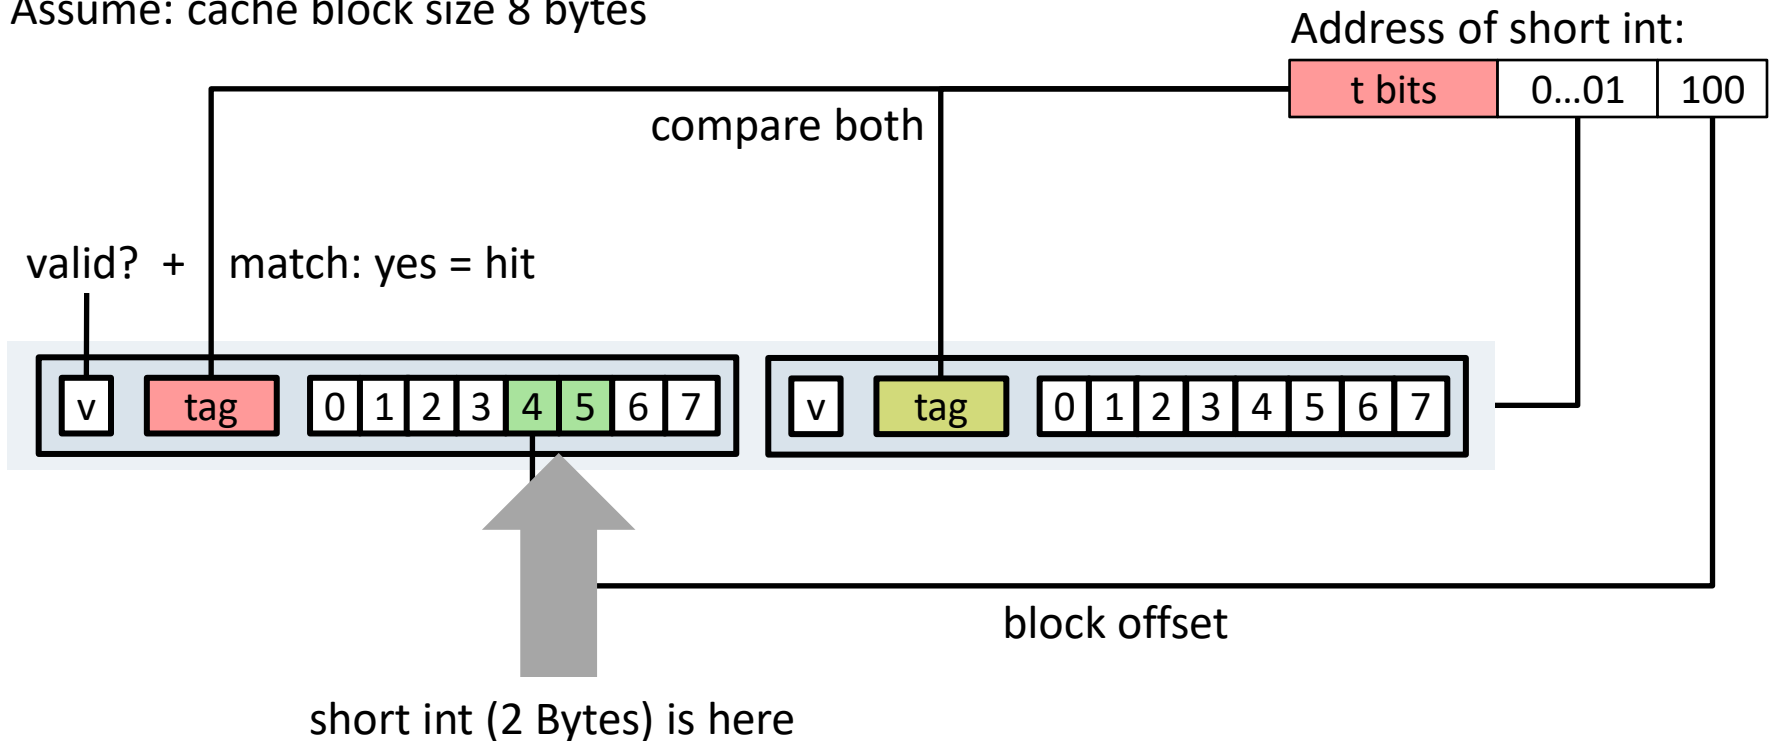 Assume: cache block size 8 bytes
Address of short int:
t bits 0...01 100
compare both
valid? + match: yes = hit
v tag 0 1 2 3 4 5 6 7 v tag 0 1 2 3 4 5 6 7
block offset
short int (2 Bytes) is here